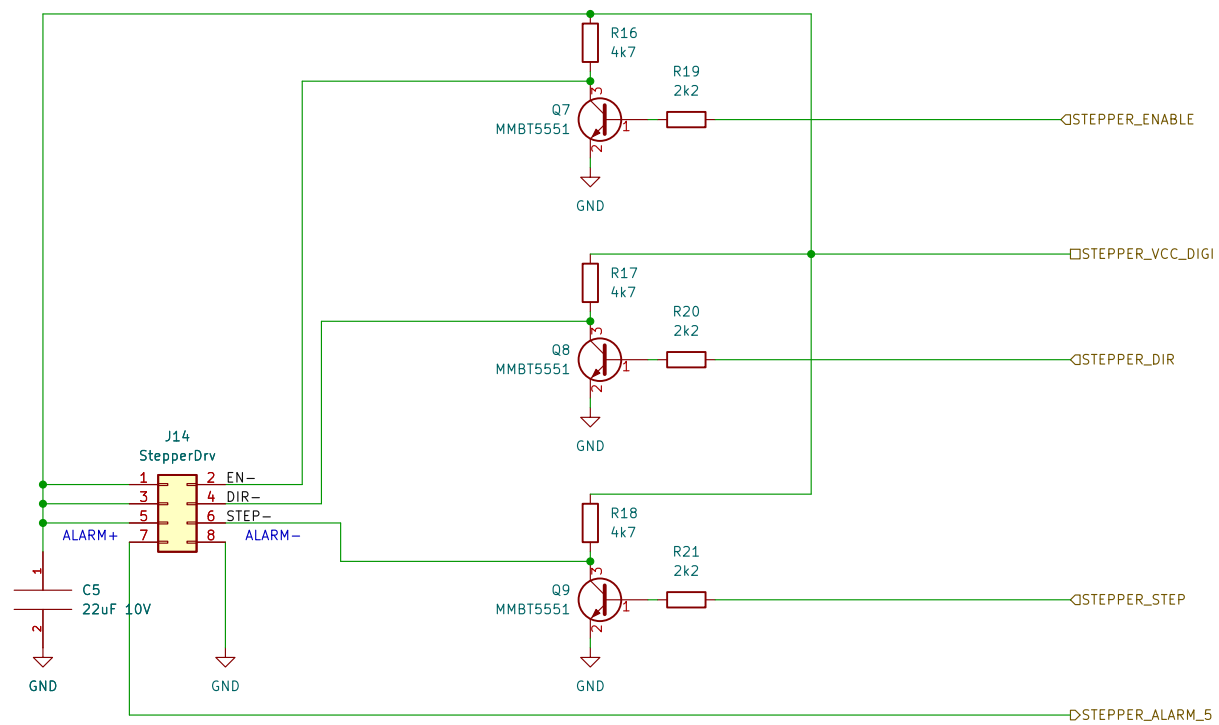 R16
4k7
R19
2k2
3
Q7
MMBT5551
1
2
STEPPER_ENABLE
GND
STEPPER_VCC_DIGI
R17
4k7
R20
2k2
3
Q8
MMBT5551
1
2
STEPPER_DIR
GND
J14
StepperDrv
1 2 EN-
3 4 DIR-
5 6 STEP-
ALARM+ 7 8 ALARM-
R18
4k7
R21
2k2
3
Q9
MMBT5551
1
2
STEPPER_STEP
1
C5
22uF 10V
2
GND
GND
GND
STEPPER_ALARM_5